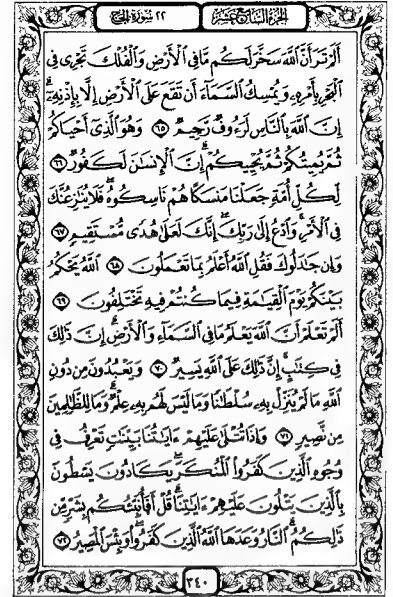 الجزء السابع عشر
٢٢ سورة الحج
أَلَمْ تَرَ أَنَّ ٱللَّهَ سَخَّرَ لَكُم مَّا فِى ٱلْأَرْضِ وَٱلْفُلْكَ تَجْرِى فِى
ٱلْبَحْرِ بِأَمْرِهِۦ وَيُمْسِكُ ٱلسَّمَآءَ أَن تَقَعَ عَلَى ٱلْأَرْضِ إِلَّا بِإِذْنِهِۦٓ ۗ
إِنَّ ٱللَّهَ بِٱلنَّاسِ لَرَءُوفٌ رَّحِيمٌ ٦٥ وَهُوَ ٱلَّذِىٓ أَحْيَاكُمْ
ثُمَّ يُمِيتُكُمْ ثُمَّ يُحْيِيكُمْ ۗ إِنَّ ٱلْإِنسَٰنَ لَكَفُورٌ ٦٦
لِّكُلِّ أُمَّةٍ جَعَلْنَا مَنسَكًا هُمْ نَاسِكُوهُ ۖ فَلَا يُنَٰزِعُنَّكَ
فِى ٱلْأَمْرِ ۚ وَٱدْعُ إِلَىٰ رَبِّكَ ۖ إِنَّكَ لَعَلَىٰ هُدًى مُّسْتَقِيمٍ ٦٧
وَإِن جَٰدَلُوكَ فَقُلِ ٱللَّهُ أَعْلَمُ بِمَا تَعْمَلُونَ ٦٨ ٱللَّهُ يَحْكُمُ
بَيْنَكُمْ يَوْمَ ٱلْقِيَٰمَةِ فِيمَا كُنتُمْ فِيهِ تَخْتَلِفُونَ ٦٩
أَلَمْ تَعْلَمْ أَنَّ ٱللَّهَ يَعْلَمُ مَا فِى ٱلسَّمَآءِ وَٱلْأَرْضِ ۗ إِنَّ ذَٰلِكَ
فِى كِتَٰبٍ ۚ إِنَّ ذَٰلِكَ عَلَى ٱللَّهِ يَسِيرٌ ٧٠ وَيَعْبُدُونَ مِن دُونِ
ٱللَّهِ مَا لَمْ يُنَزِّلْ بِهِۦ سُلْطَٰنًا وَمَا لَيْسَ لَهُم بِهِۦ عِلْمٌ ۗ وَمَا لِلظَّٰلِمِينَ
مِن نَّصِيرٍ ٧١ وَإِذَا تُتْلَىٰ عَلَيْهِمْ ءَايَٰتُنَا بَيِّنَٰتٍ تَعْرِفُ فِى
وُجُوهِ ٱلَّذِينَ كَفَرُوا۟ ٱلْمُنكَرَ ۖ يَكَادُونَ يَسْطُونَ
بِٱلَّذِينَ يَتْلُونَ عَلَيْهِمْ ءَايَٰتِنَا ۗ قُلْ أَفَأُنَبِّئُكُم بِشَرٍّ مِّن
ذَٰلِكُمُ ۗ ٱلنَّارُ وَعَدَهَا ٱللَّهُ ٱلَّذِينَ كَفَرُوا۟ ۖ وَبِئْسَ ٱلْمَصِيرُ ٧٢
٣٤٠